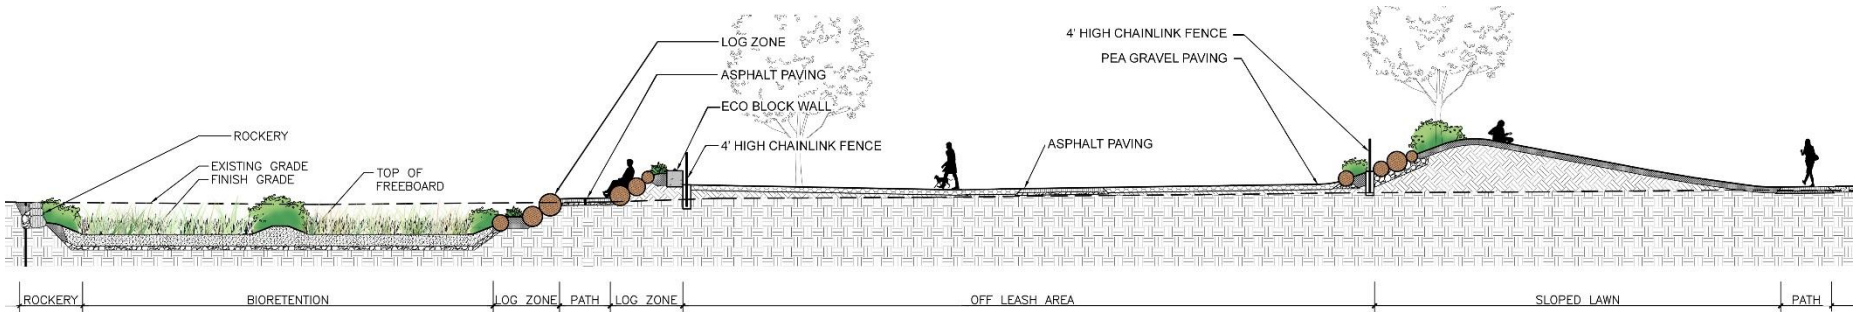 LOG ZONE
ASPHALT PAVING
ECO BLOCK WALL
4' HIGH CHAINLINK FENCE
4' HIGH CHAINLINK FENCE
PEA GRAVEL PAVING
ASPHALT PAVING
ROCKERY
EXISTING GRADE
FINISH GRADE
TOP OF
FREEBOARD
ROCKERY
BIORETENTION
LOG ZONE
PATH
LOG ZONE
OFF LEASH AREA
SLOPED LAWN
PATH